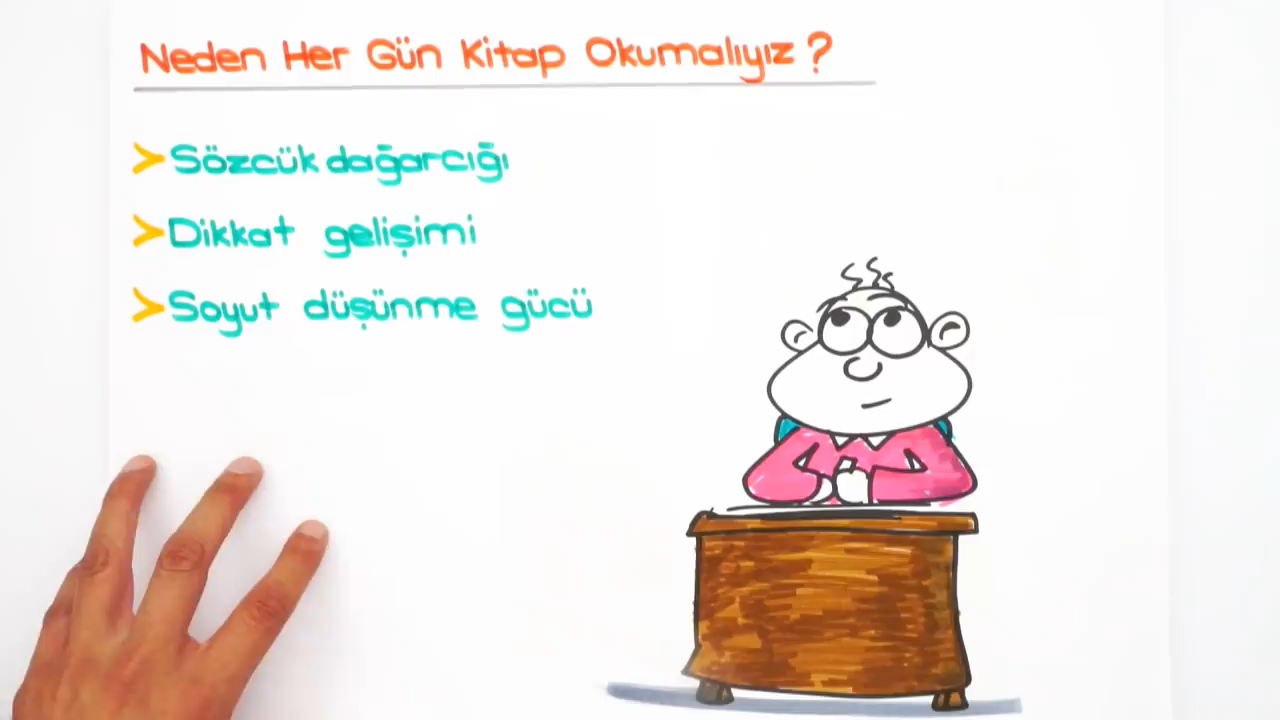 Neden Her Gün Kitap Okumalıyız ?
Sözcük dağarcığı
Dikkat gelişimi
Soyut düşünme gücü